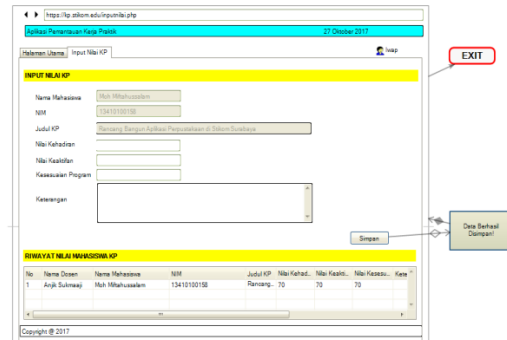 https://kp.stikom.edu/inputnilai.php
Aplikasi Pemantauan Kerja Praktik 27 Oktober 2017
Halaman Utama Input Nilai KP Iwap
EXIT
INPUT NILAI KP
Nama Mahasiswa Moh Miftahussalam
NIM 13410100158
Judul KP Rancang Bangun Aplikasi Perpustakaan di Stikom Surabaya
Nilai Kehadiran
Nilai Keaktifan
Kesesuaian Program
Keterangan
Simpan
Data Berhasil
Disimpan!
RIWAYAT NILAI MAHASISWA KP
No Nama Dosen Nama Mahasiswa NIM Judul KP Nilai Kehad.. Nilai Keakti.. Nilai Kesesu.. Kete
1 Anjik Sukmaaji Moh Miftahussalam 13410100158 Rancang.. 70 70 70
Copyright @ 2017